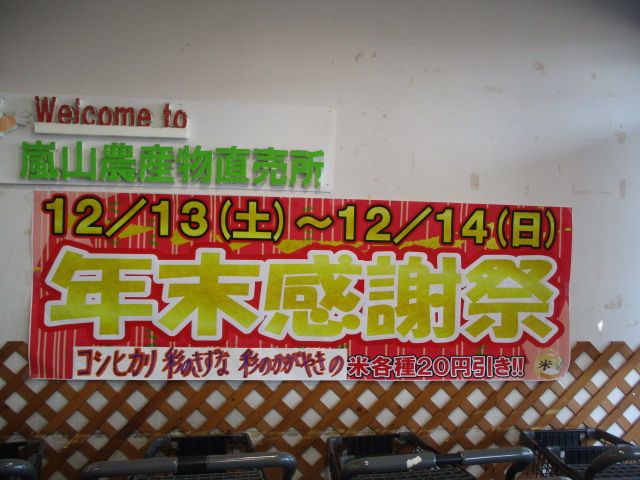 Welcome to
嵐山農産物直売所
12/13(土)～12/14(日)
年末感謝祭
コシヒカリ 彩のきずな 彩のかがやきの 米各種20円引き!!
米